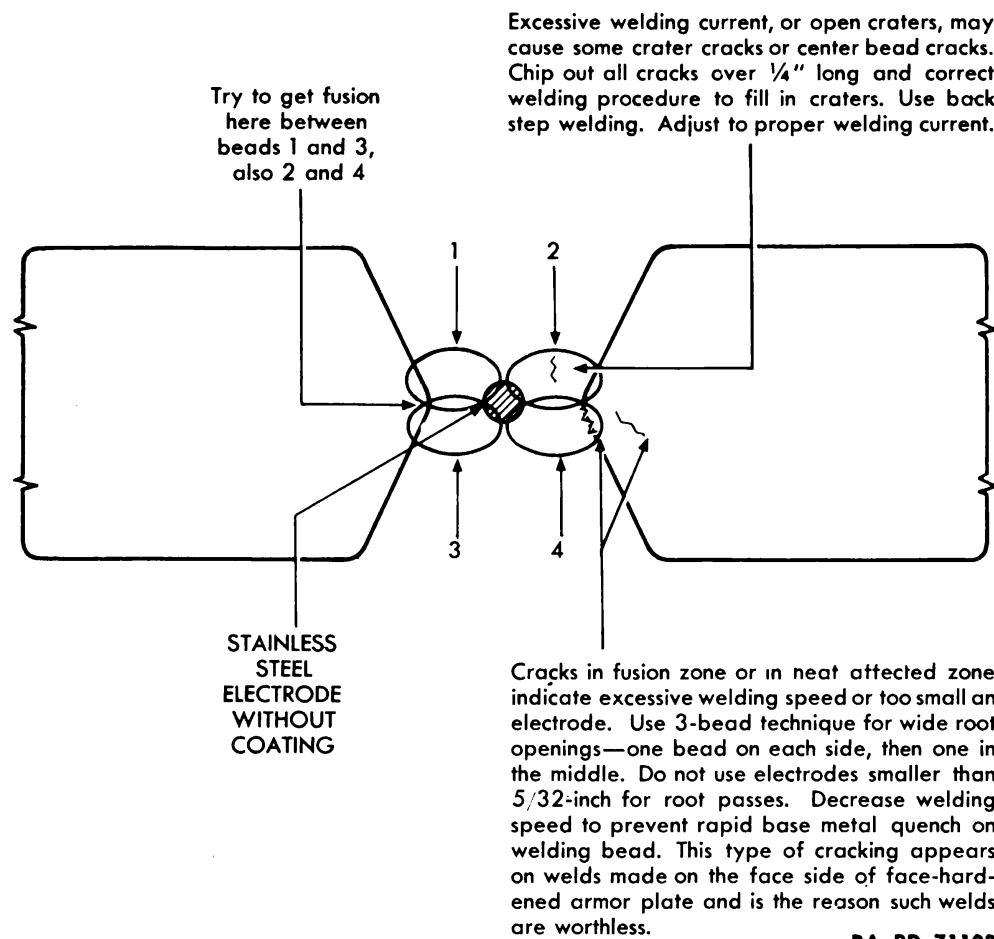 Excessive welding current, or open craters, may
cause some crater cracks or center bead cracks.
Chip out all cracks over ¼" long and correct
welding procedure to fill in craters. Use back
step welding. Adjust to proper welding current.
Try to get fusion
here between
beads 1 and 3,
also 2 and 4
1
2
3
4
STAINLESS
STEEL
ELECTRODE
WITHOUT
COATING
Cracks in fusion zone or in neat affected zone
indicate excessive welding speed or too small an
electrode. Use 3-bead technique for wide root
openings—one bead on each side, then one in
the middle. Do not use electrodes smaller than
5/32-inch for root passes. Decrease welding
speed to prevent rapid base metal quench on
welding bead. This type of cracking appears
on welds made on the face side of face-hard-
ened armor plate and is the reason such welds
are worthless.